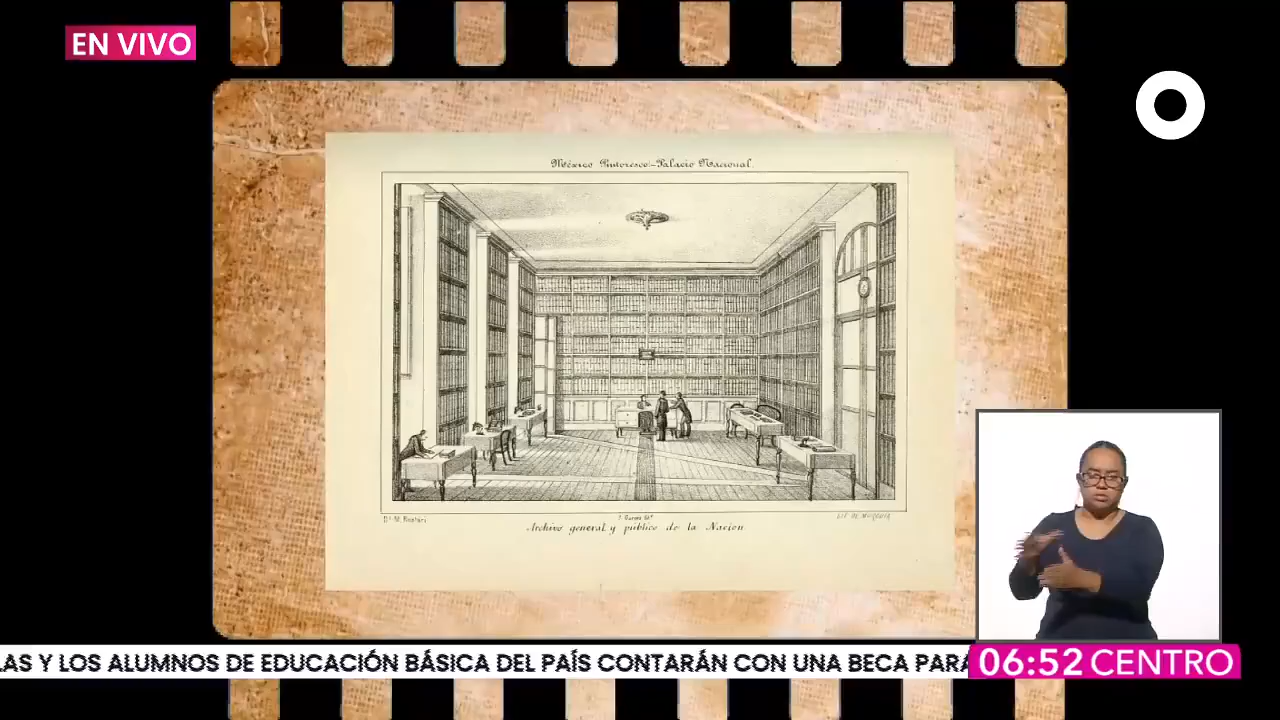 EN VIVO
México Pintoresco.-Palacio Nacional.
Archivo general y público de la Nacion
LAS Y LOS ALUMNOS DE EDUCACIÓN BÁSICA DEL PAÍS CONTARÁN CON UNA BECA PARA
06:52 CENTRO